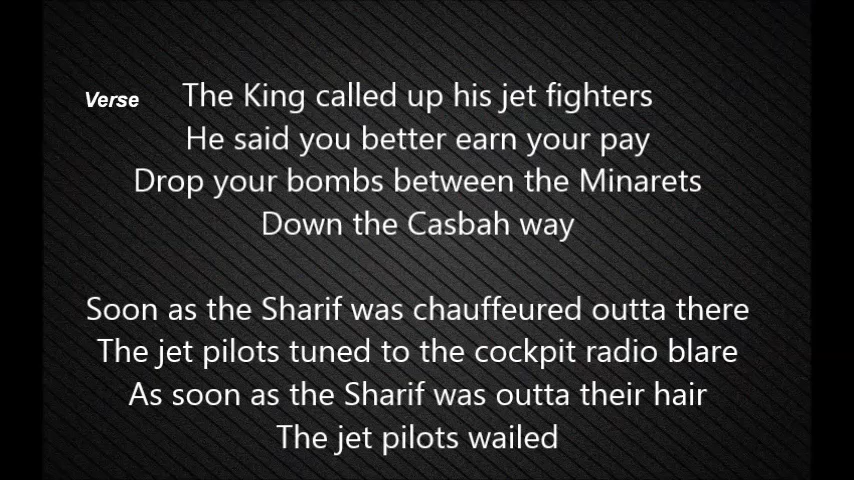 Verse The King called up his jet fighters
He said you better earn your pay
Drop your bombs between the Minarets
Down the Casbah way
Soon as the Sharif was chauffeured outta there
The jet pilots tuned to the cockpit radio blare
As soon as the Sharif was outta their hair
The jet pilots wailed